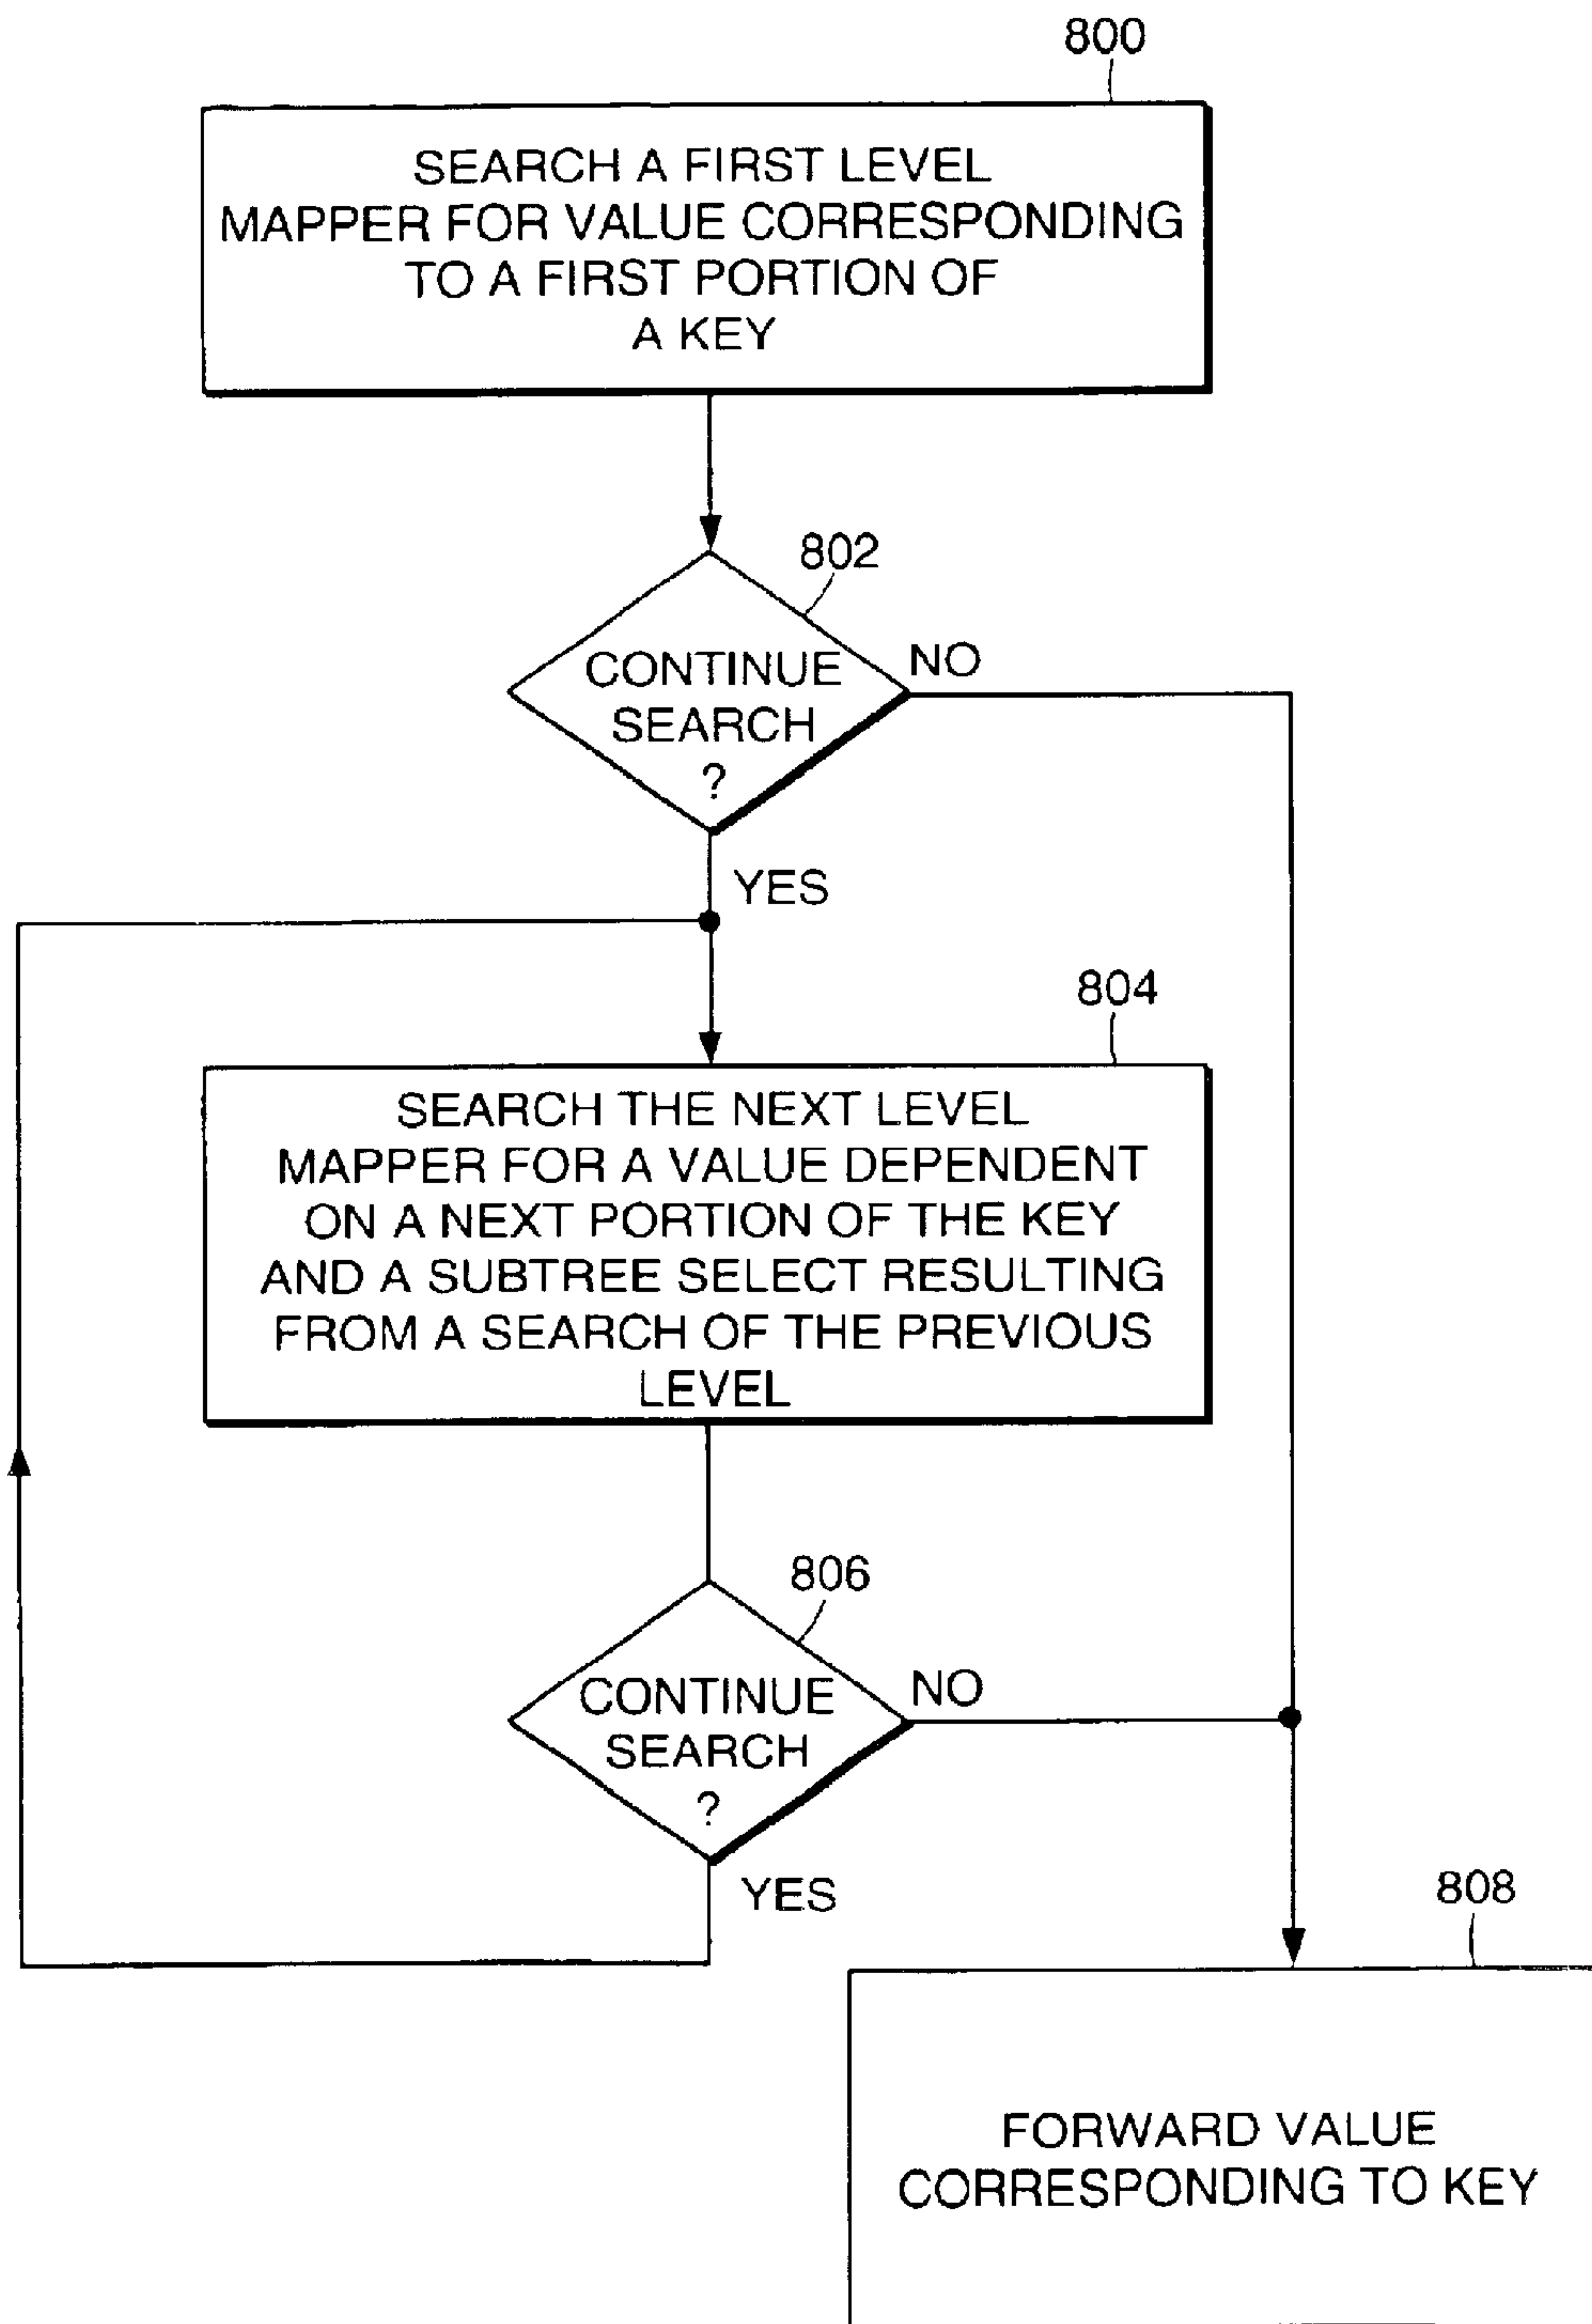 800
SEARCH A FIRST LEVEL
MAPPER FOR VALUE CORRESPONDING
TO A FIRST PORTION OF
A KEY
802
CONTINUE
SEARCH
?
NO
YES
804
SEARCH THE NEXT LEVEL
MAPPER FOR A VALUE DEPENDENT
ON A NEXT PORTION OF THE KEY
AND A SUBTREE SELECT RESULTING
FROM A SEARCH OF THE PREVIOUS
LEVEL
806
CONTINUE
SEARCH
?
NO
YES
808
FORWARD VALUE
CORRESPONDING TO KEY